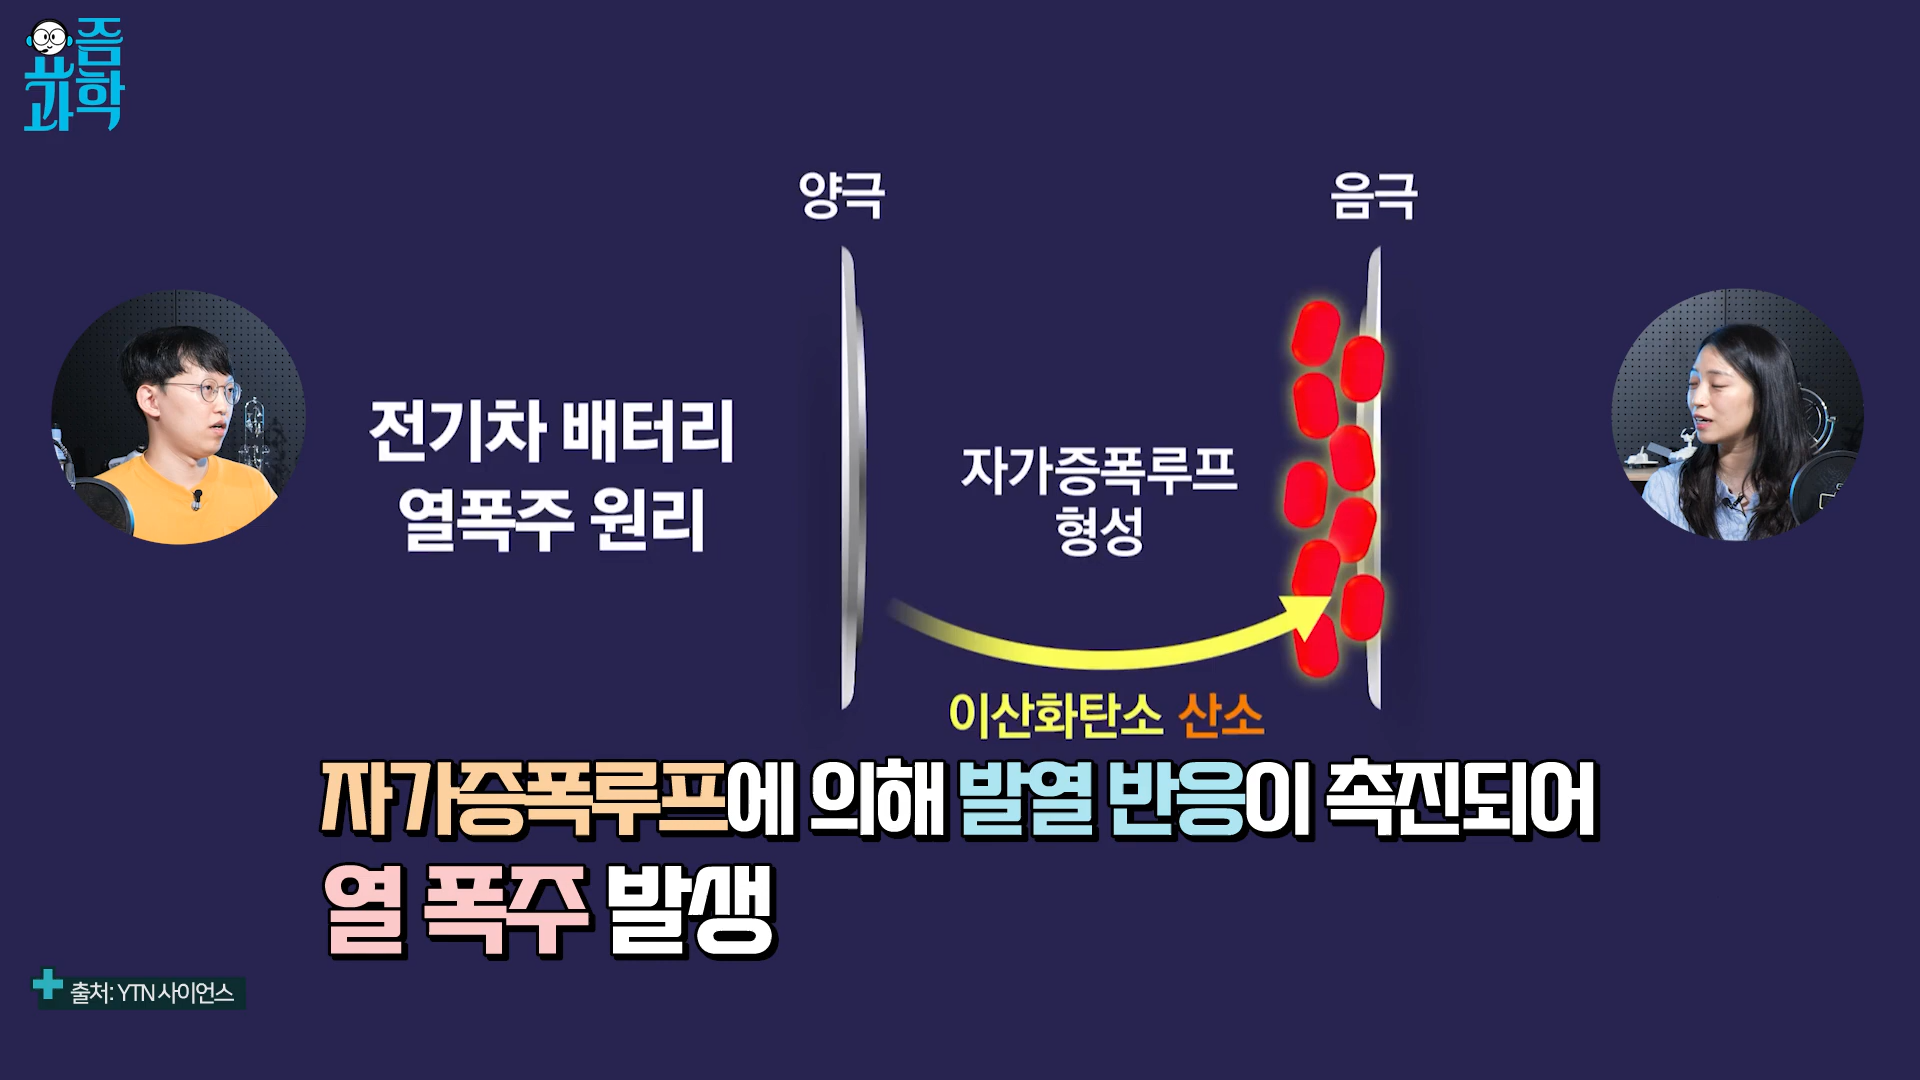 요즘
과학
양극
음극
전기차 배터리
열폭주 원리
자가증폭루프
형성
이산화탄소 산소
자가증폭루프에 의해 발열 반응이 촉진되어
열 폭주 발생
출처: YTN 사이언스